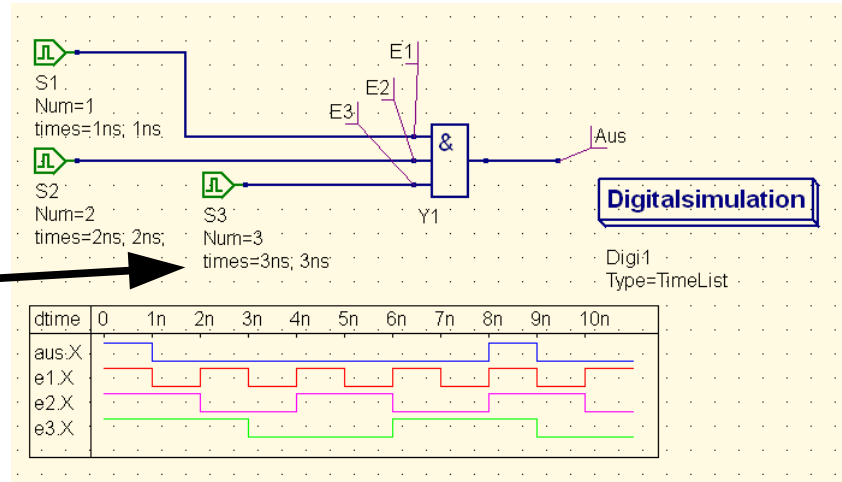 E1
S1
E2
Num=1
E3
times=1ns; 1ns
&
Aus
S2
S3
Y1
Digitalsimulation
Num=2
Num=3
times=2ns; 2ns;
times=3ns; 3ns
Digi1
Type=TimeList
dtime 0 1n 2n 3n 4n 5n 6n 7n 8n 9n 10n
aus.X
e1.X
e2.X
e3.X